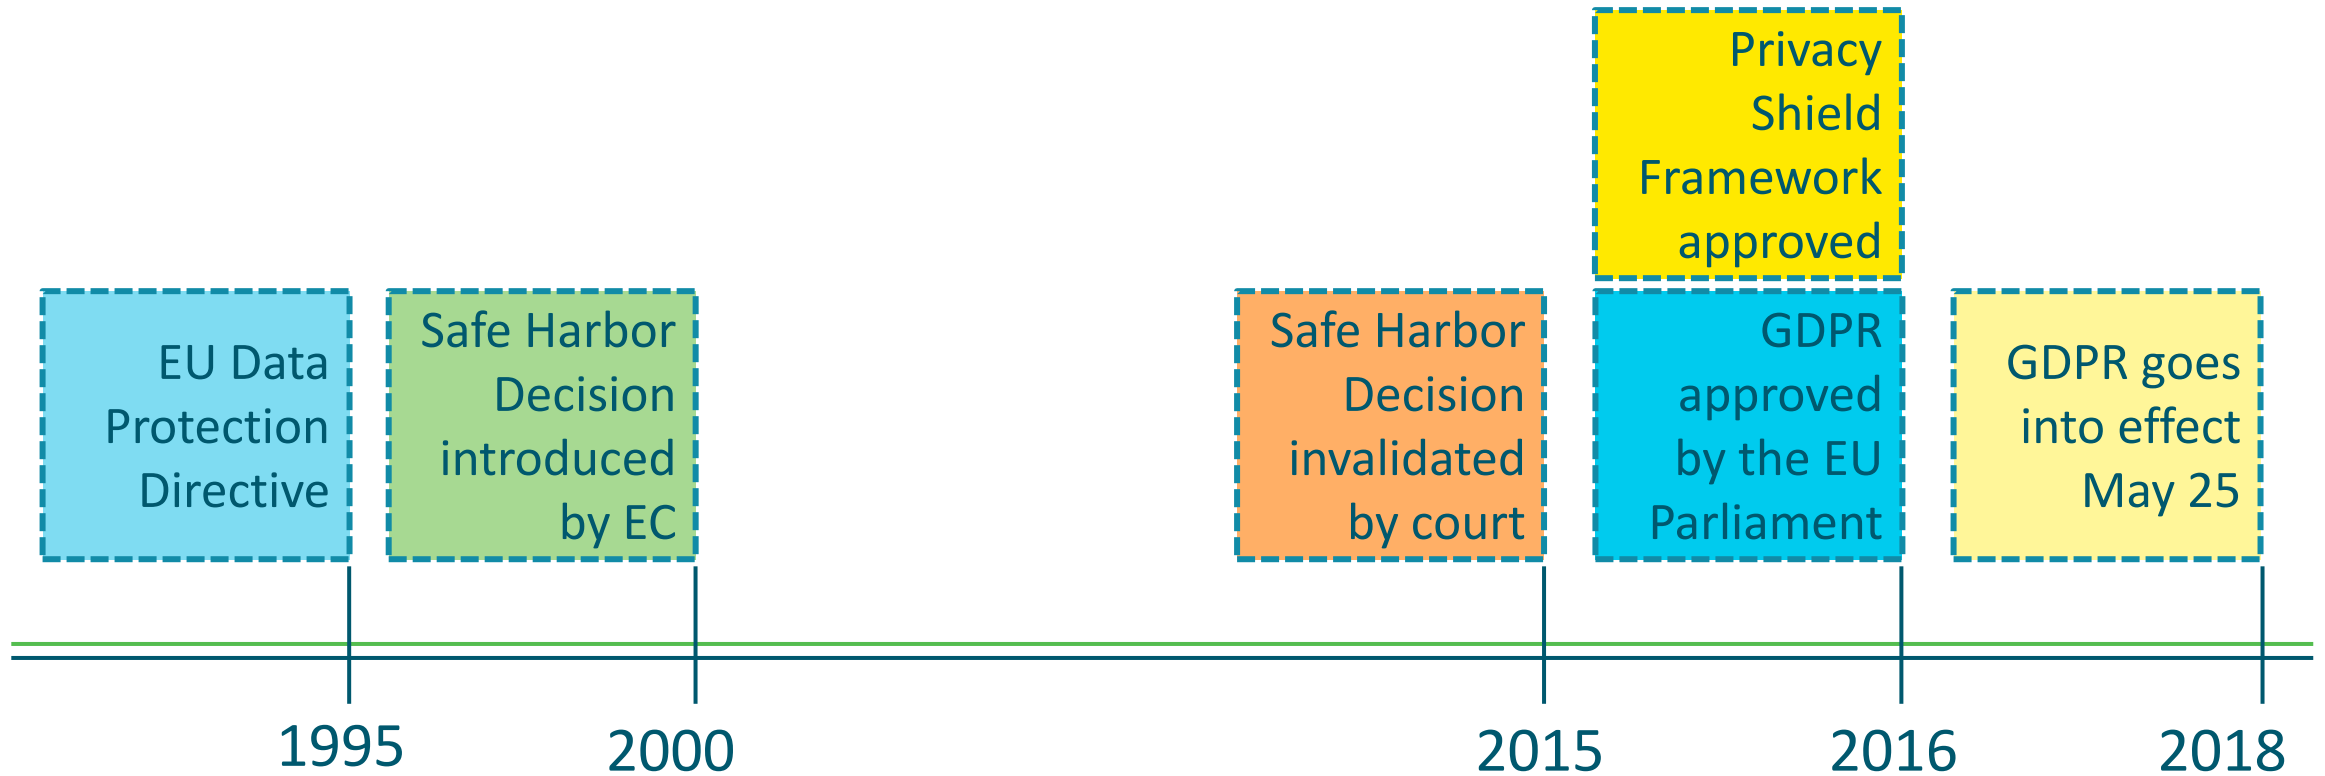 Privacy
Shield
Framework
approved
EU Data
Protection
Directive
Safe Harbor
Decision
introduced
by EC
Safe Harbor
Decision
invalidated
by court
GDPR
approved
by the EU
Parliament
GDPR goes
into effect
May 25
1995
2000
2015
2016
2018